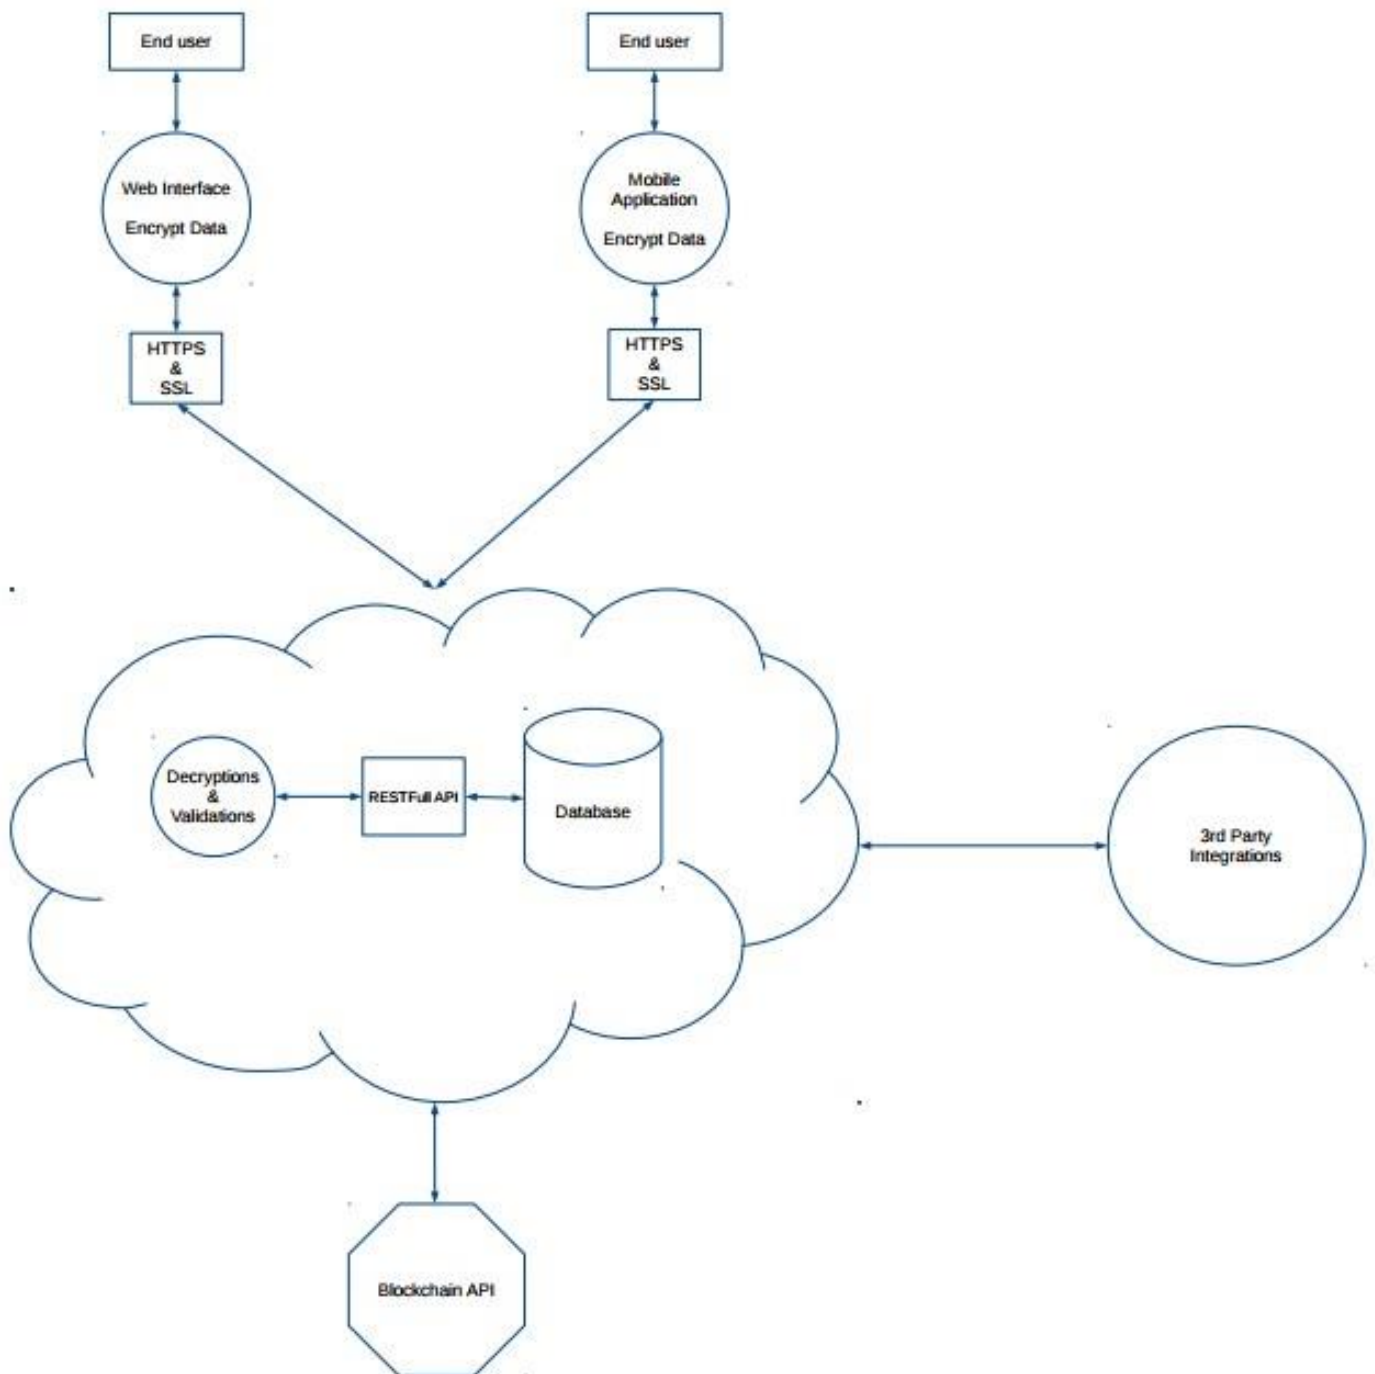 End user
End user
Web Interface
Encrypt Data
Mobile
Application
Encrypt Data
HTTPS
&
SSL
HTTPS
&
SSL
Decryptions
&
Validations
RESTFull API
Database
3rd Party
Integrations
Blockchain API